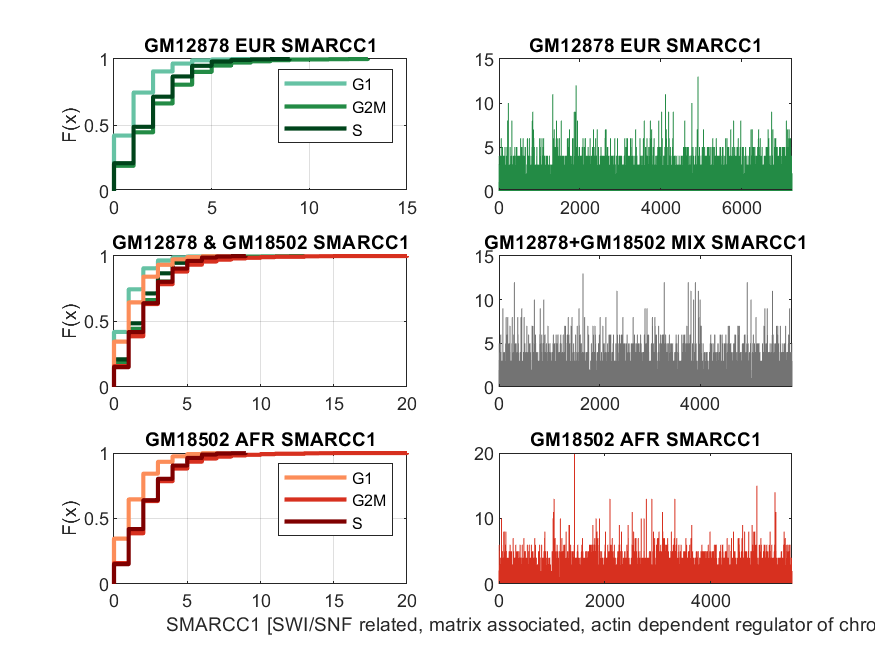 GM12878 EUR SMARCC1
1
0.5
0
F(x)
G1
G2M
S
0 5 10 15
GM12878 EUR SMARCC1
15
10
5
0
0 2000 4000 6000
GM12878 & GM18502 SMARCC1
1
0.5
0
F(x)
0 5 10 15 20
GM12878+GM18502 MIX SMARCC1
15
10
5
0
0 2000 4000
GM18502 AFR SMARCC1
1
0.5
0
F(x)
G1
G2M
S
0 5 10 15 20
GM18502 AFR SMARCC1
20
10
0
0 2000 4000
SMARCC1 [SWI/SNF related, matrix associated, actin dependent regulator of chro